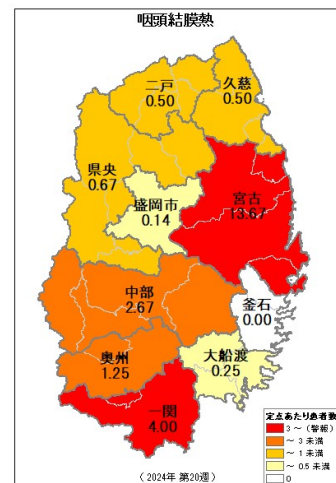 咽頭結膜熱
二戸
0.50
久慈
0.50
県央
0.67
盛岡市
0.14
宮古
13.67
中部
2.67
釜石
0.00
奥州
1.25
大船渡
0.25
一関
4.00
定点あたり患者数
3～（警報）
～3未満
～1未満
～0.5未満
0
（2024年 第20週）